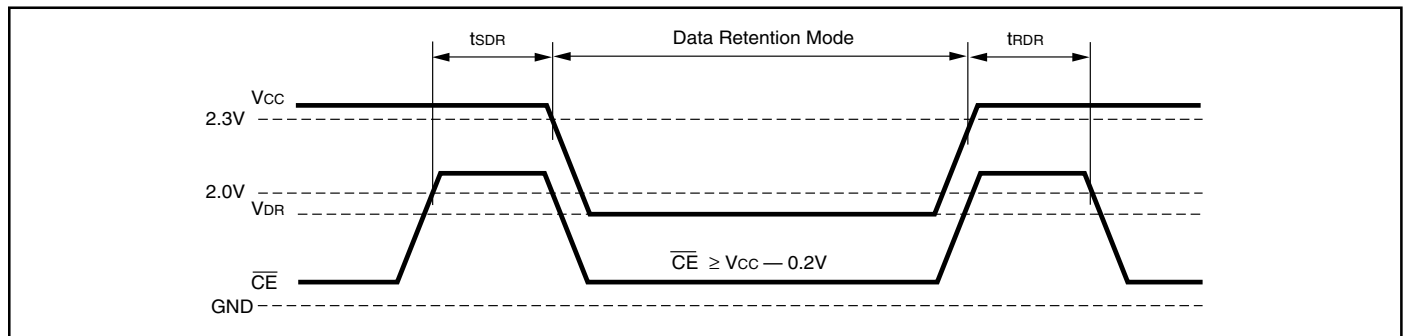 tSDR Data Retention Mode tRDR
VCC
2.3V
2.0V
VDR
CE ≥ VCC — 0.2V
CE
GND